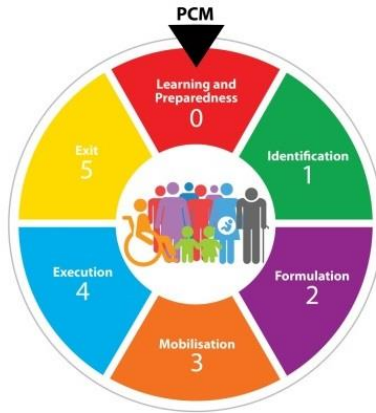 PCM
Learning and
Preparedness
0
Identification
1
Formulation
2
Mobilisation
3
Execution
4
Exit
5